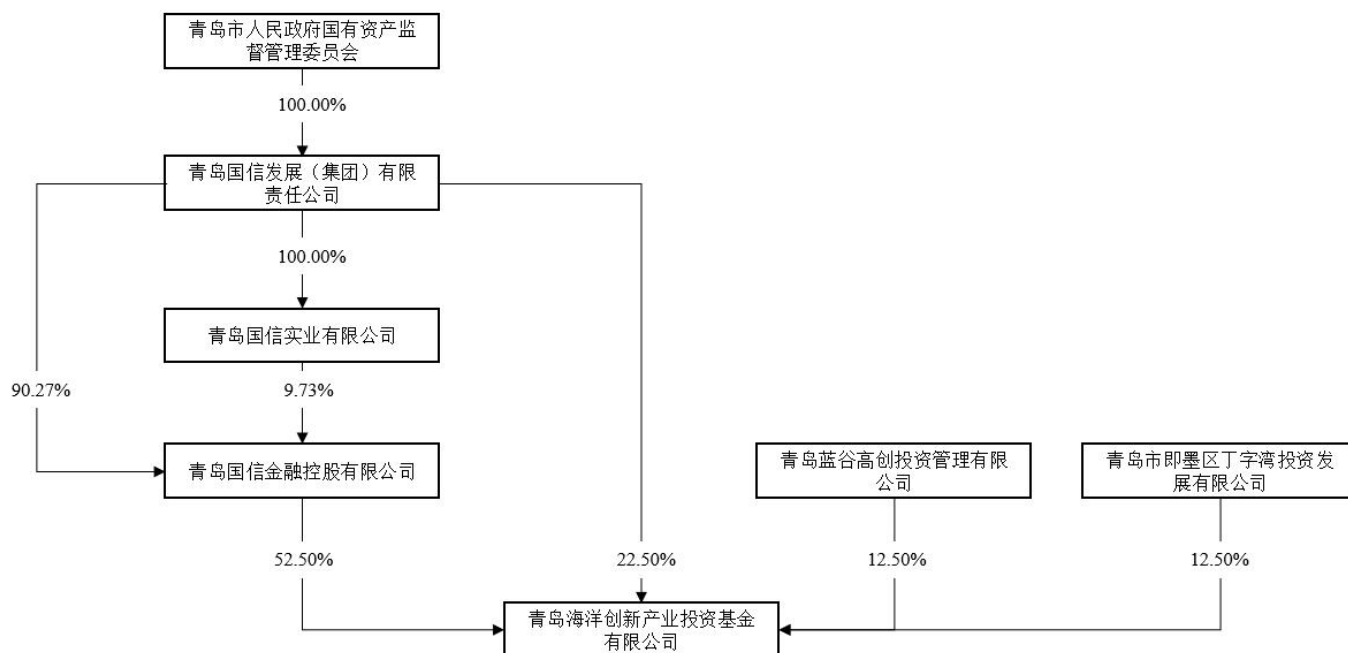 青岛市人民政府国有资产监
督管理委员会
100.00%
青岛国信发展（集团）有限
责任公司
100.00%
青岛国信实业有限公司
90.27%
9.73%
青岛国信金融控股有限公司
青岛蓝谷高创投资管理有限
公司
青岛市即墨区丁字湾投资发
展有限公司
52.50%
22.50%
12.50%
12.50%
青岛海洋创新产业投资基金
有限公司